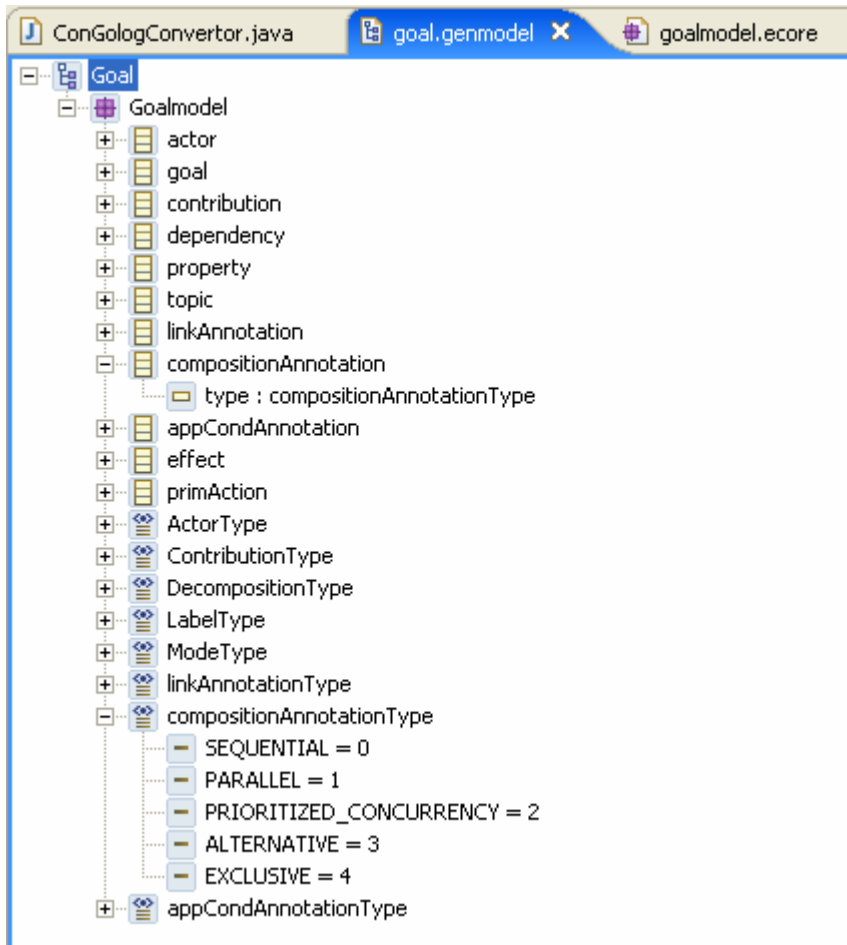 ConGologConvertor.java goal.genmodel goalmodel.ecore
Goal
Goalmodel
actor
goal
contribution
dependency
property
topic
linkAnnotation
compositionAnnotation
type : compositionAnnotationType
appCondAnnotation
effect
primAction
ActorType
ContributionType
DecompositionType
LabelType
ModeType
linkAnnotationType
compositionAnnotationType
SEQUENTIAL = 0
PARALLEL = 1
PRIORITIZED_CONCURRENCY = 2
ALTERNATIVE = 3
EXCLUSIVE = 4
appCondAnnotationType